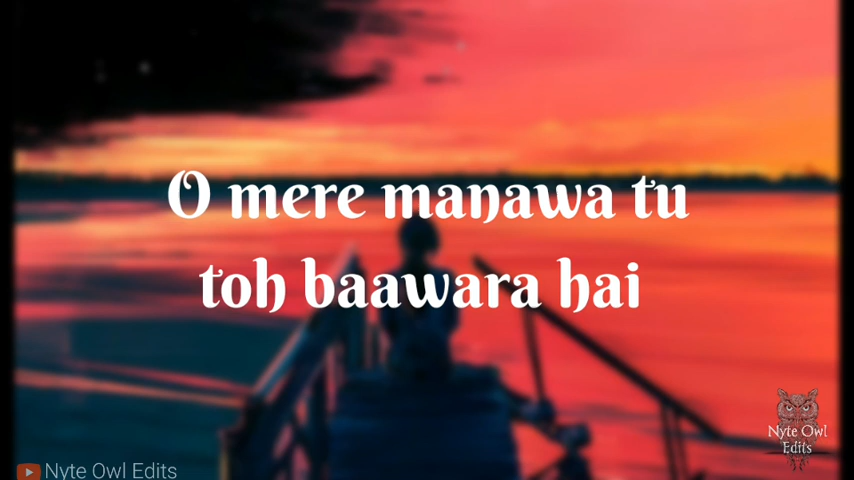 O mere manawa tu
toh baawara hai
Nyte Owl
Edits
Nyte Owl Edits